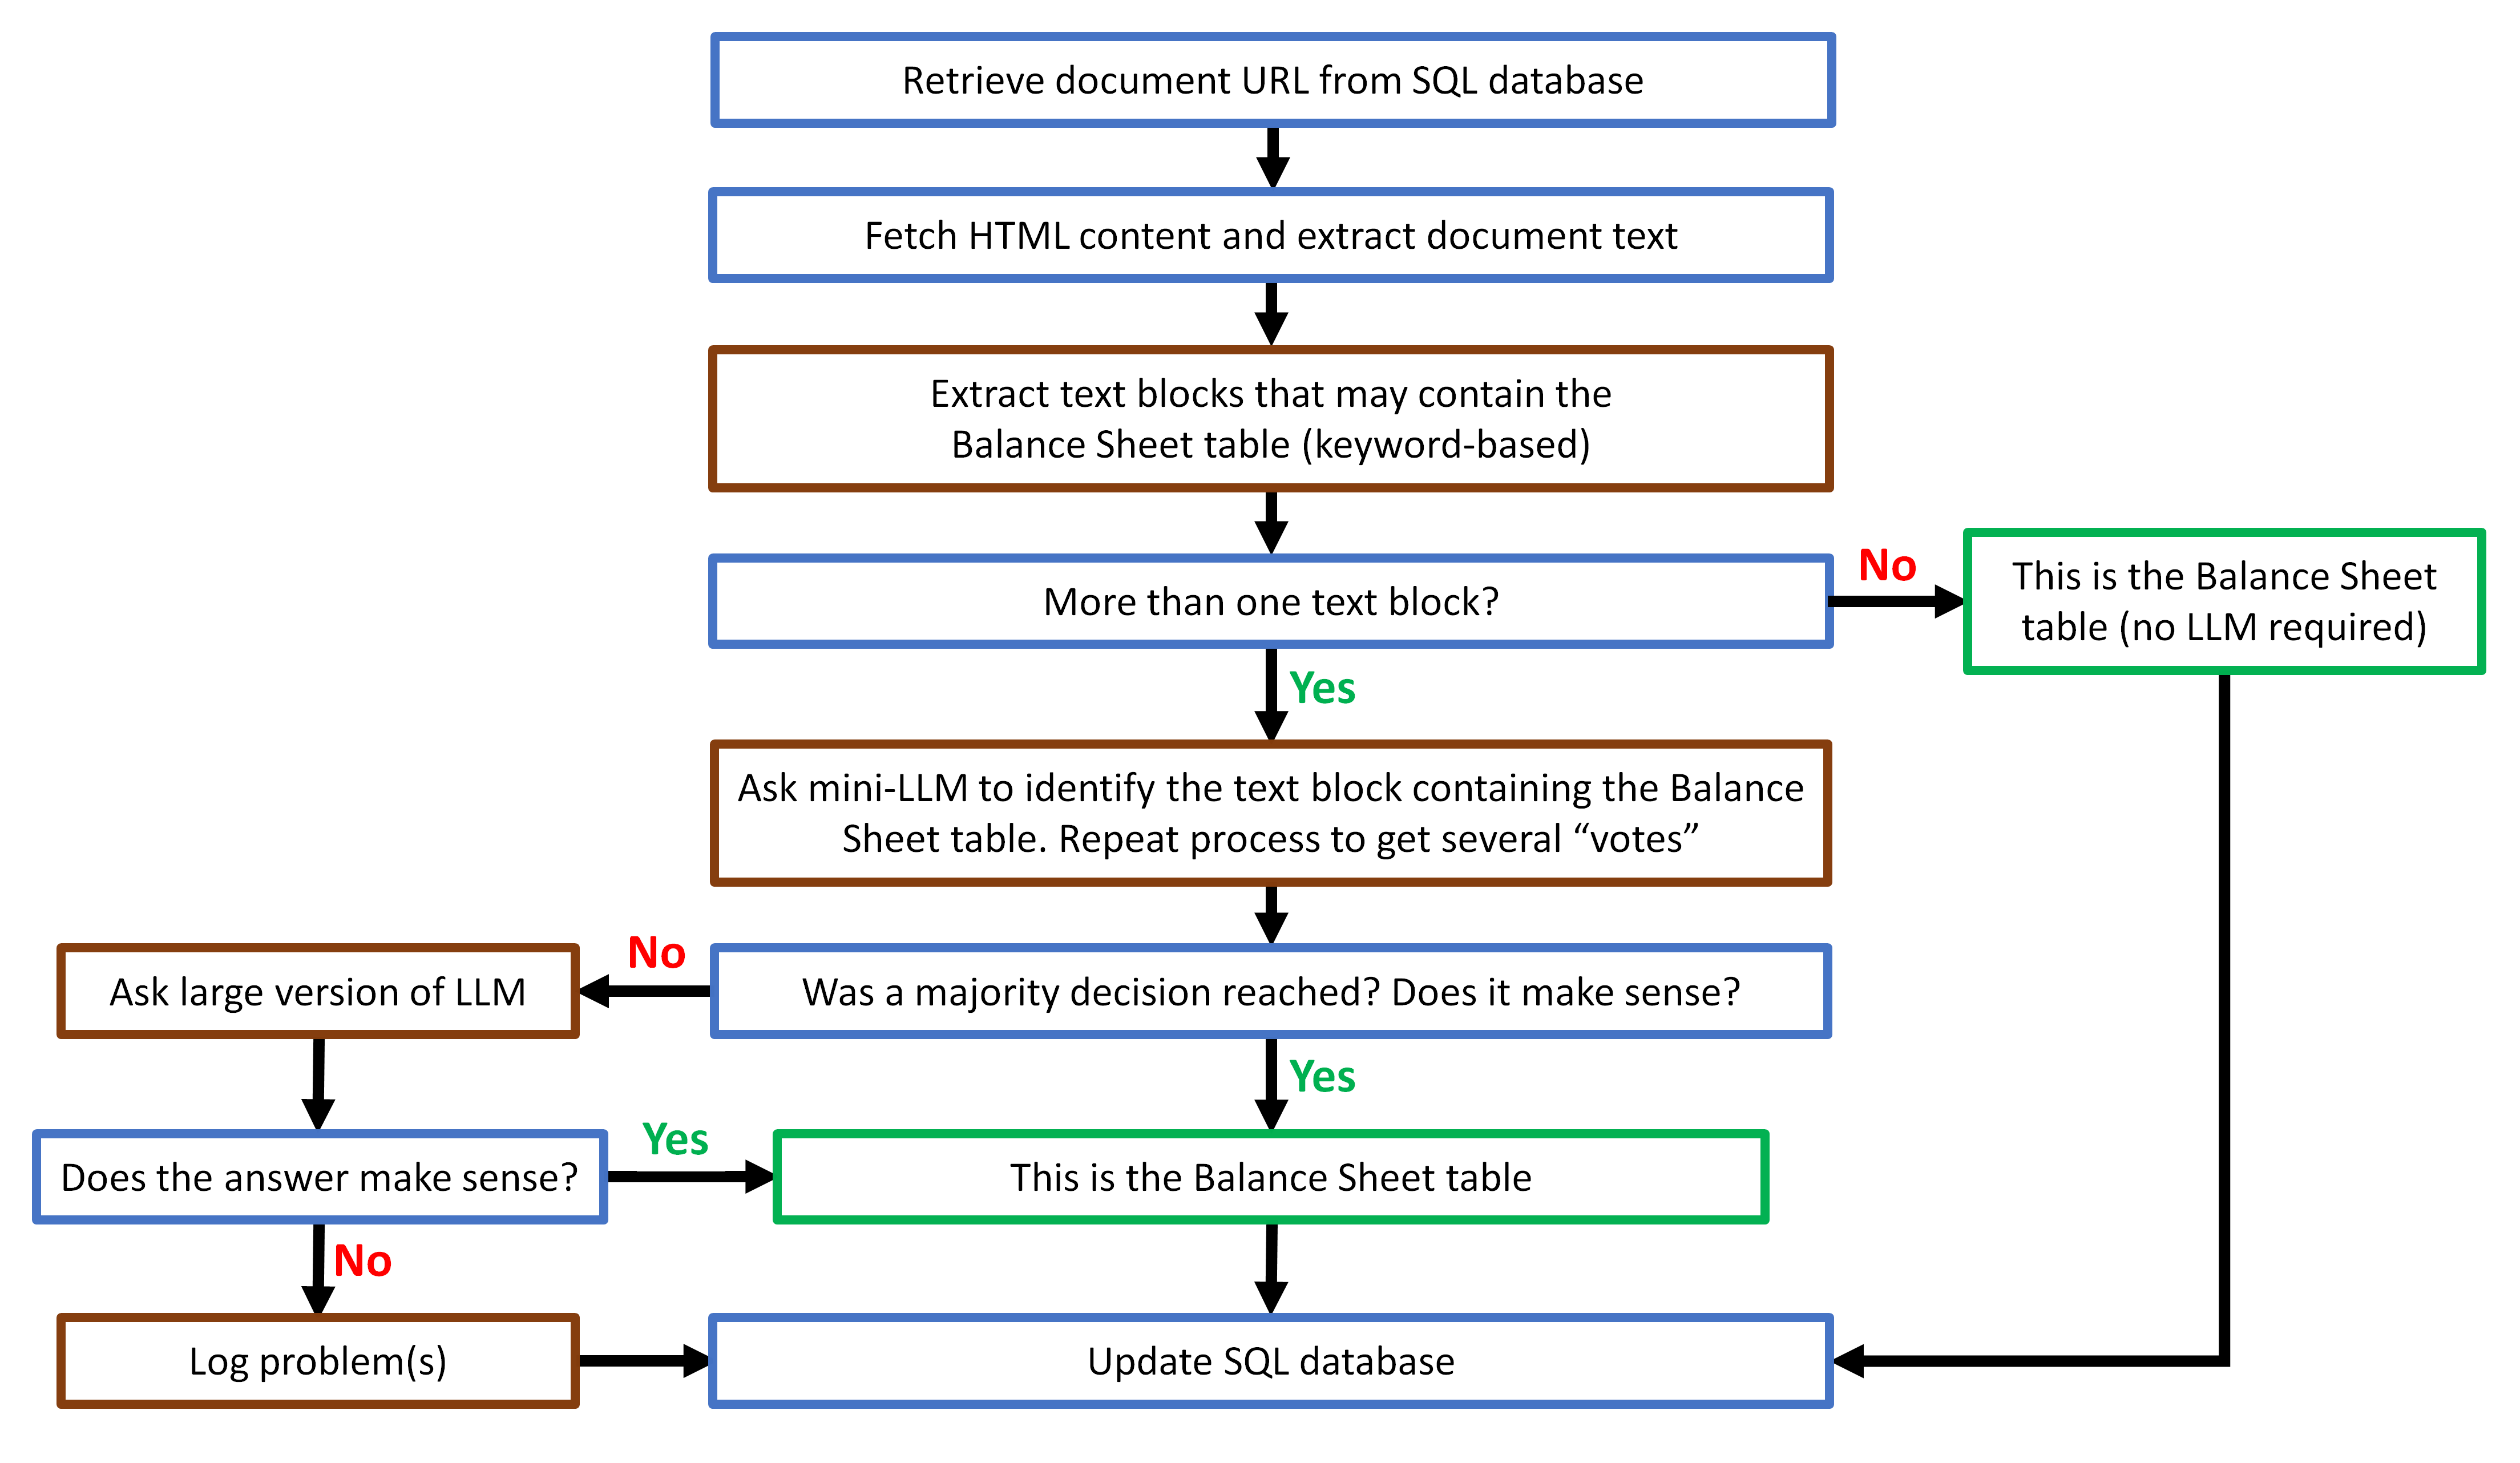 Retrieve document URL from SQL database
Fetch HTML content and extract document text
Extract text blocks that may contain the
Balance Sheet table (keyword-based)
More than one text block?
No
This is the Balance Sheet
table (no LLM required)
Yes
Ask mini-LLM to identify the text block containing the Balance
Sheet table. Repeat process to get several “votes”
Was a majority decision reached? Does it make sense?
No
Ask large version of LLM
Yes
Does the answer make sense?
Yes
This is the Balance Sheet table
No
Log problem(s)
Update SQL database